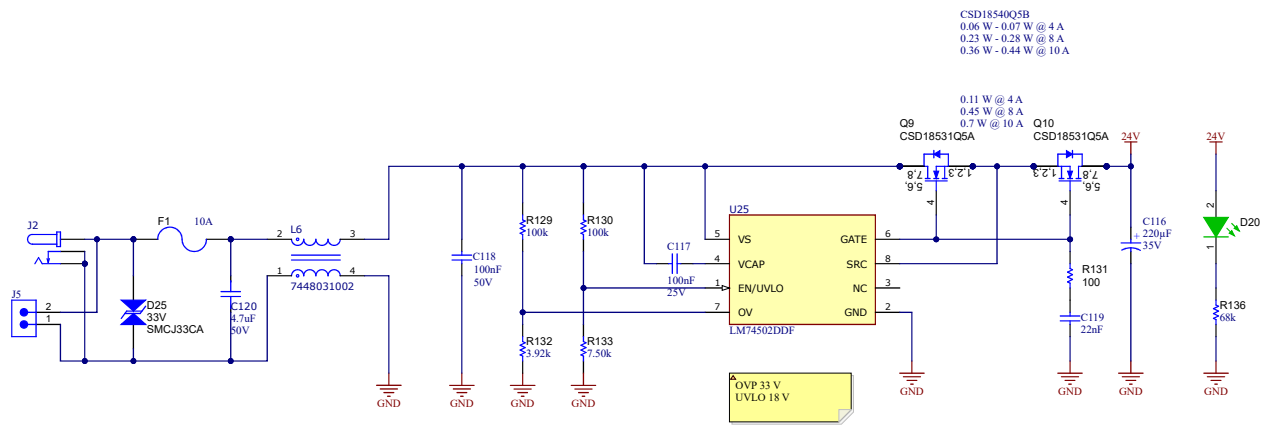 CSD18540Q5B
0.06 W - 0.07 W @ 4 A
0.23 W - 0.28 W @ 8 A
0.36 W - 0.44 W @ 10 A
0.11 W @ 4 A
0.45 W @ 8 A
0.7 W @ 10 A
Q9
CSD18531Q5A
Q10
CSD18531Q5A
7,8
5,6,
1,2,3
4
1,2,3
7,8
5,6,
4
24V
24V
J2
F1
10A
L6
2
3
1
4
7448031002
J5
2
1
D25
33V
SMCJ33CA
C120
4.7uF
50V
GND
C118
100nF
50V
GND
R129
100k
R132
3.92k
GND
R130
100k
R133
7.50k
GND
C117
100nF
25V
U25
5
VS
4
VCAP
1
EN/UVLO
7
OV
GATE
6
SRC
8
NC
3
GND
2
LM74502DDF
GND
OVP 33 V
UVLO 18 V
R131
100
C119
22nF
GND
C116
220µF
35V
+
GND
2
D20
1
R136
68k
GND